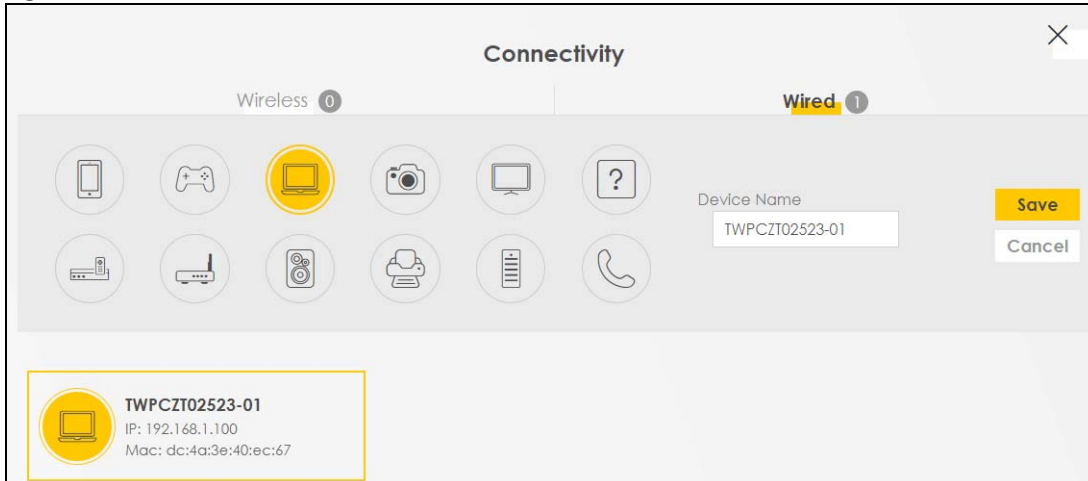 Connectivity
Wireless 0
Wired 1
?
Device Name
TWPCZT02523-01
Save
Cancel
TWPCZT02523-01
IP: 192.168.1.100
Mac: dc:4a:3e:40:ec:67